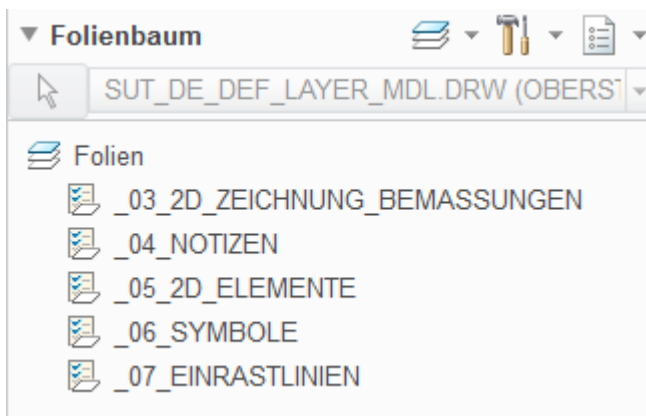 Folienbaum
SUT_DE_DEF_LAYER_MDL.DRW (OBERST
Folien
_03_2D_ZEICHNUNG_BEMASSUNGEN
_04_NOTIZEN
_05_2D_ELEMENTE
_06_SYMBOLE
_07_EINRASTLINIEN